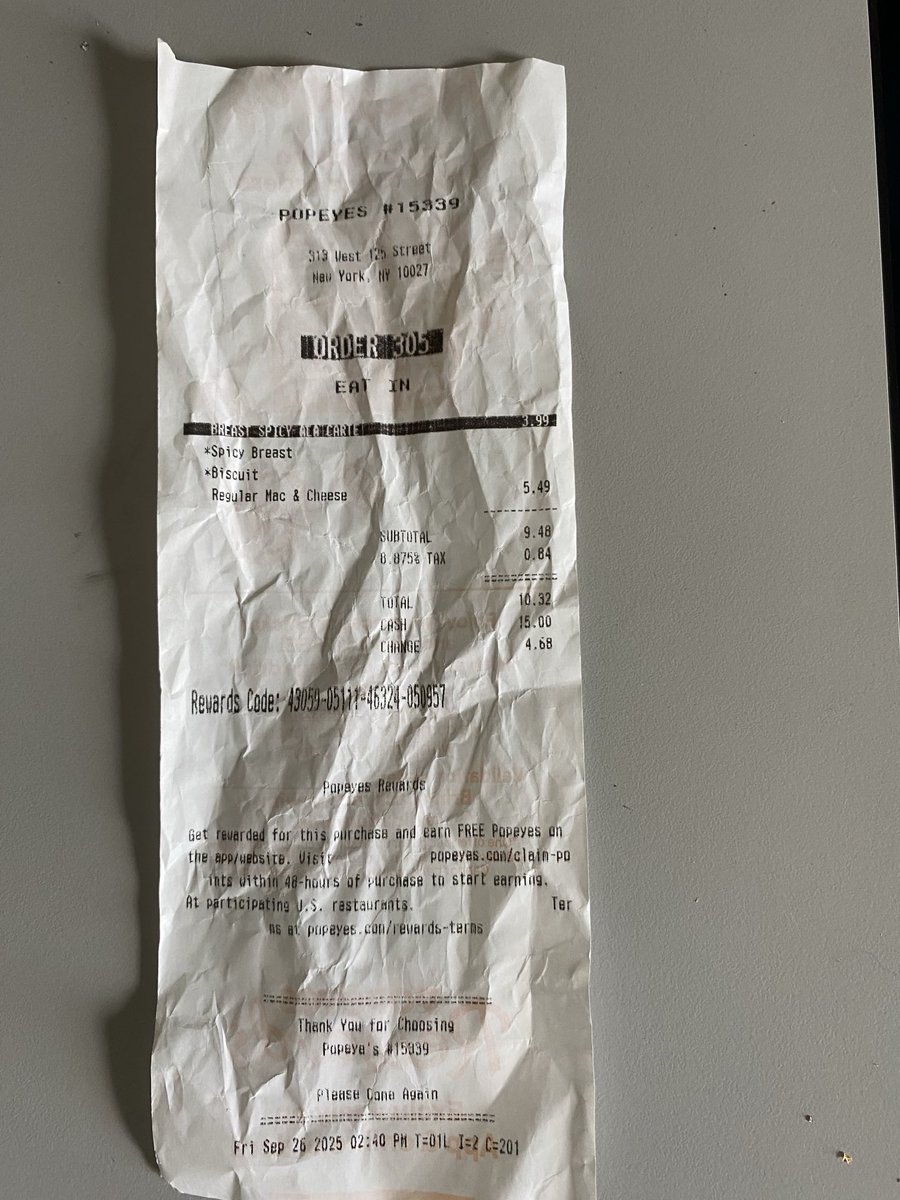 POPEYES #15339
313 West 125 Street
New York, NY 10027
ORDER 305
EAT IN
BREAST SPICY ALA CARTE 3.99
*Spicy Breast
*Biscuit
Regular Mac & Cheese 5.49
SUBTOTAL 9.48
8.875% TAX 0.84
TOTAL 10.32
CASH 15.00
CHANGE 4.68
Rewards Code: 43059-05111-46324-050957
Popeyes Rewards
Get rewarded for this purchase and earn FREE Popeyes on
the app/website. Visit popeyes.com/claim-po
ints within 48-hours of purchase to start earning.
At participating U.S. restaurants. Ter
ms at popeyes.com/rewards-terms
Thank You for Choosing
Popeye's #15339
Please Come Again
Fri Sep 26 2025 02:40 PM T=01L I=2 C=201